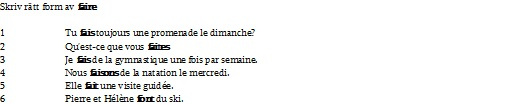 Skriv rätt form av faire
1 Tu fais toujours une promenade le dimanche?
2 Qu'est-ce que vous faites
3 Je fais de la gymnastique une fois par semaine.
4 Nous faisons de la natation le mercredi.
5 Elle fait une visite guidée.
6 Pierre et Hélène font du ski.